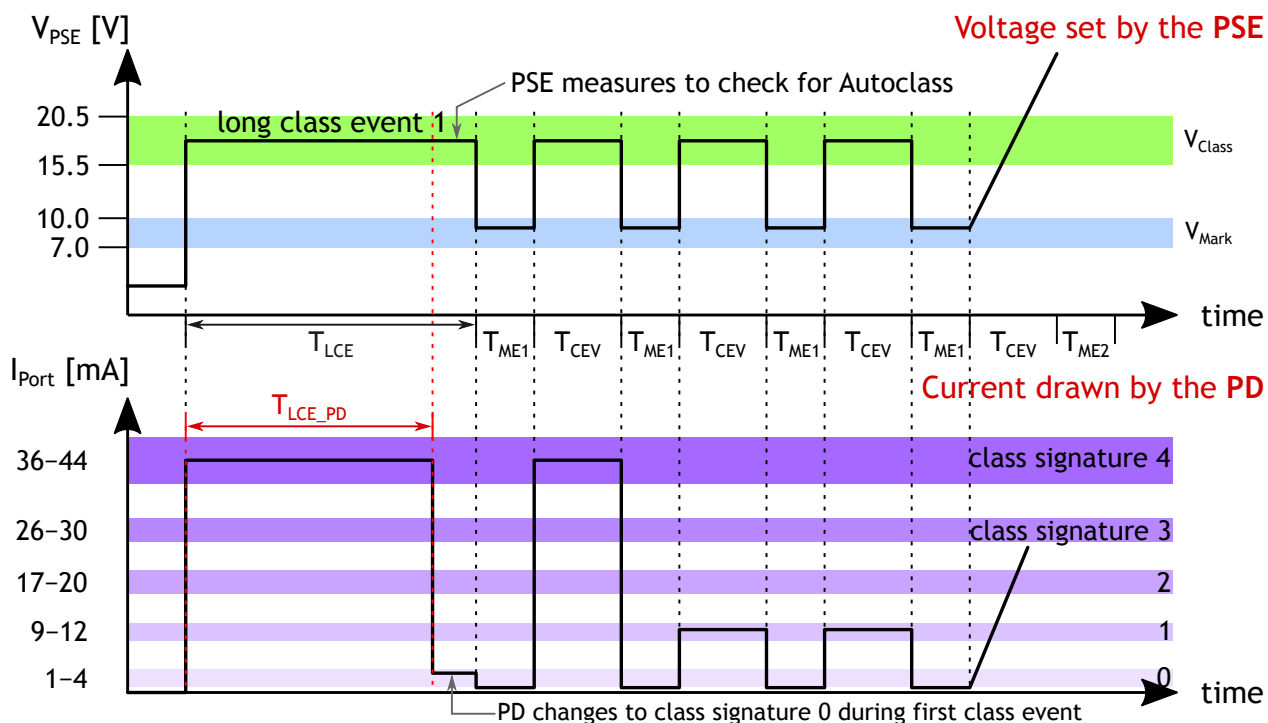 V_PSE [V]
Voltage set by the PSE
PSE measures to check for Autoclass
20.5
long class event 1
V_Class
15.5
10.0
7.0
V_Mark
time
T_LCE
T_ME1
T_CEV
T_ME1
T_CEV
T_ME1
T_CEV
T_ME1
T_CEV
T_ME2
I_Port [mA]
Current drawn by the PD
T_LCE_PD
36–44
class signature 4
26–30
class signature 3
17–20
2
9–12
1
1–4
0
time
PD changes to class signature 0 during first class event